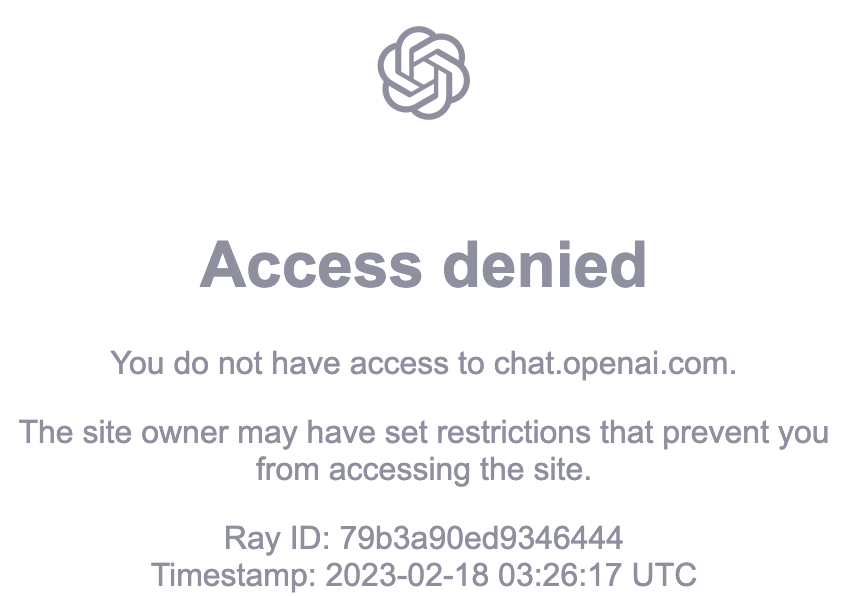 Access denied
You do not have access to chat.openai.com.
The site owner may have set restrictions that prevent you
from accessing the site.
Ray ID: 79b3a90ed9346444
Timestamp: 2023-02-18 03:26:17 UTC